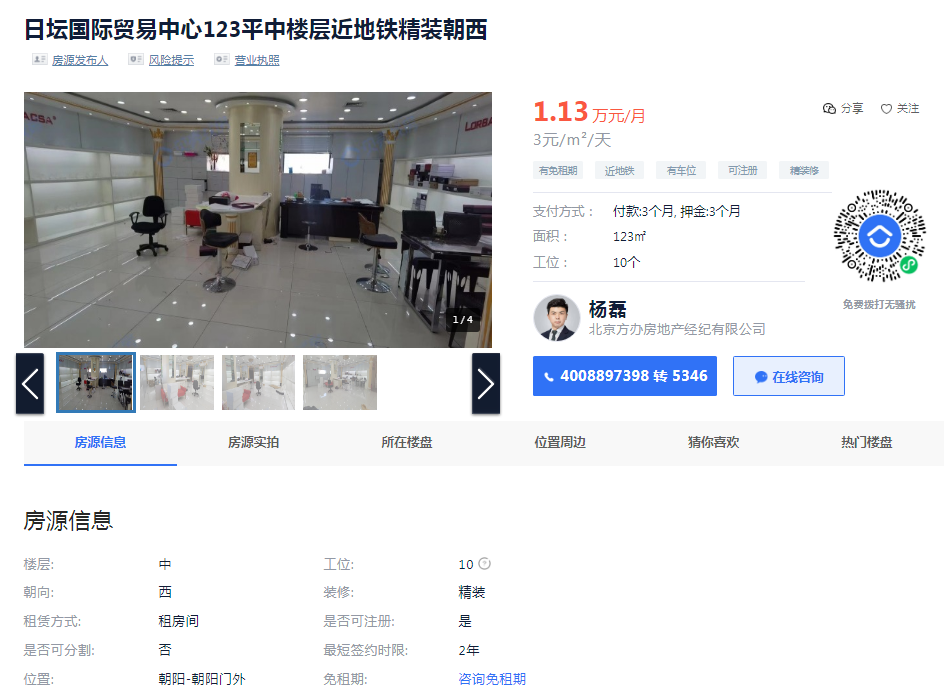 日坛国际贸易中心123平中楼层近地铁精装朝西
房源发布人 风险提示 营业执照
ACSA
LORBA
1/4
1.13 万元/月
分享 关注
3元/m²/天
有免租期 近地铁 有车位 可注册 精装修
支付方式： 付款:3个月, 押金:3个月
面积： 123㎡
工位： 10个
免费拨打无骚扰
杨磊
北京方办房地产经纪有限公司
4008897398 转 5346
在线咨询
房源信息 房源实拍 所在楼盘 位置周边 猜你喜欢 热门楼盘
房源信息
楼层: 中 工位: 10
朝向: 西 装修: 精装
租赁方式: 租房间 是否可注册: 是
是否可分割: 否 最短签约时限: 2年
位置: 朝阳-朝阳门外 免租期: 咨询免租期